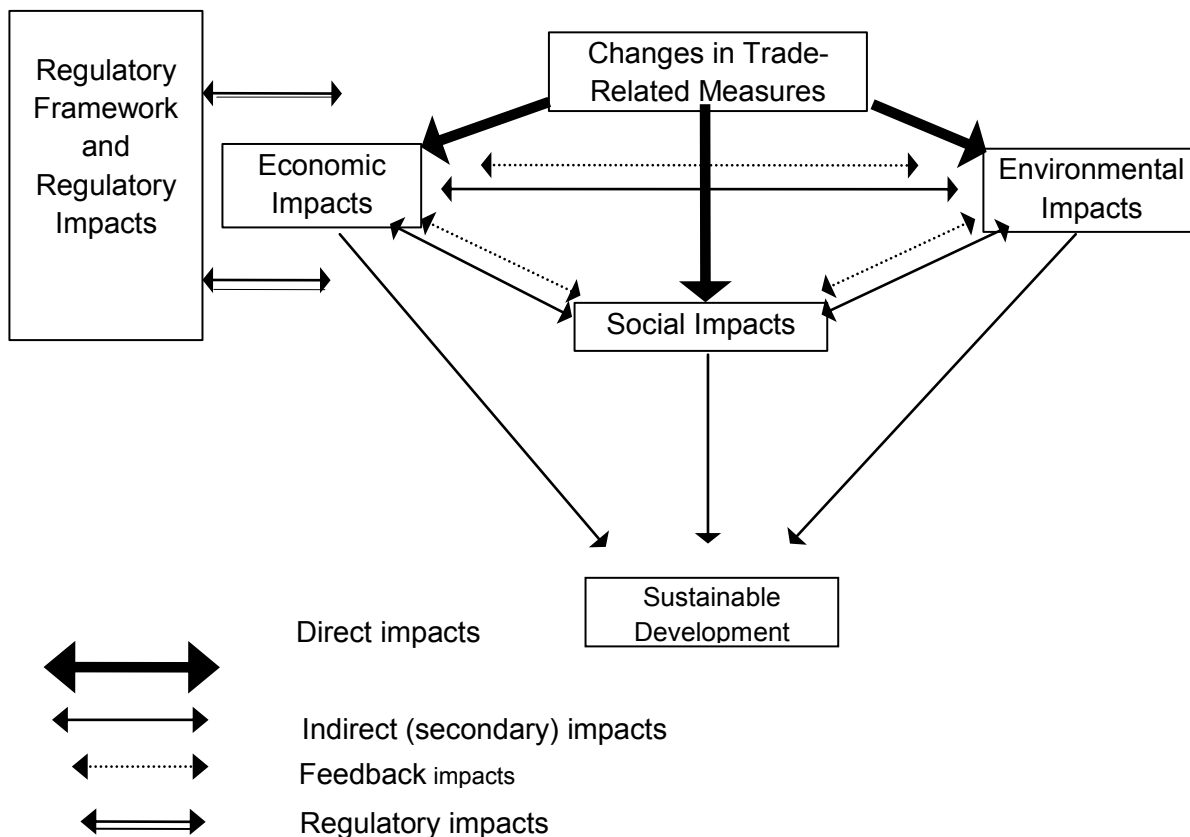 Regulatory
Framework
and
Regulatory
Impacts
Changes in Trade-
Related Measures
Economic
Impacts
Environmental
Impacts
Social Impacts
Sustainable
Development
Direct impacts
Indirect (secondary) impacts
Feedback impacts
Regulatory impacts